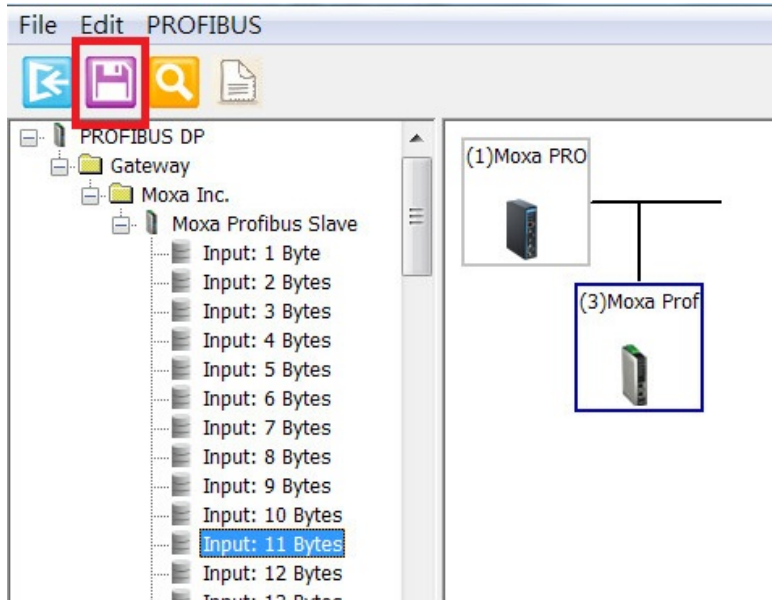 File Edit PROFIBUS
PROFIBUS DP
Gateway
Moxa Inc.
Moxa Profibus Slave
Input: 1 Byte
Input: 2 Bytes
Input: 3 Bytes
Input: 4 Bytes
Input: 5 Bytes
Input: 6 Bytes
Input: 7 Bytes
Input: 8 Bytes
Input: 9 Bytes
Input: 10 Bytes
Input: 11 Bytes
Input: 12 Bytes
(1)Moxa PRO
(3)Moxa Prof